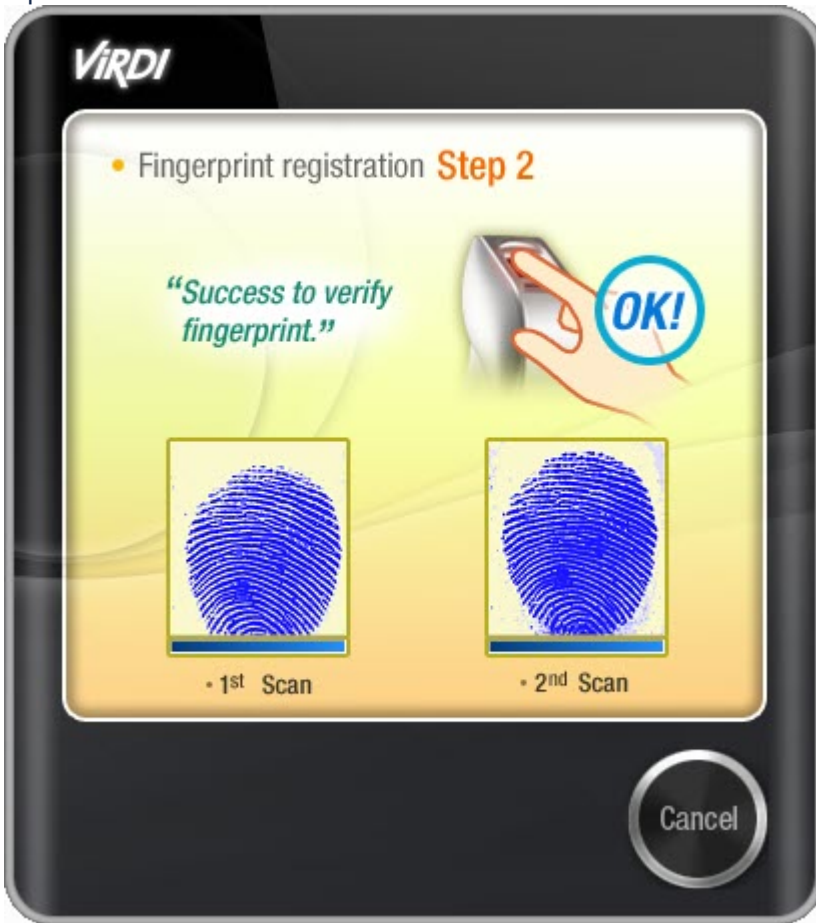 ViRDI
• Fingerprint registration Step 2
“Success to verify
fingerprint.”
OK!
• 1st Scan
• 2nd Scan
Cancel